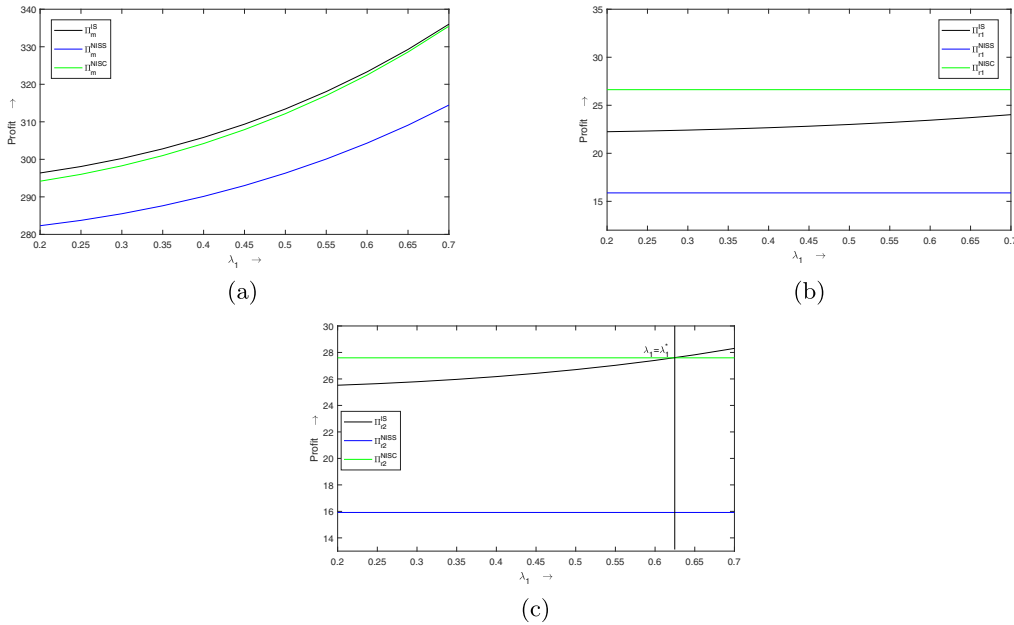 340
330
320
310
300
290
280
Profit →
Π_m^IS
Π_m^NISS
Π_m^NISC
0.2 0.25 0.3 0.35 0.4 0.45 0.5 0.55 0.6 0.65 0.7
λ_1 →
(a)
35
30
25
20
15
Profit →
Π_r1^IS
Π_r1^NISS
Π_r1^NISC
0.2 0.25 0.3 0.35 0.4 0.45 0.5 0.55 0.6 0.65 0.7
λ_1 →
(b)
30
28
26
24
22
20
18
16
14
Profit →
λ_1=λ_1^*
Π_r2^IS
Π_r2^NISS
Π_r2^NISC
0.2 0.25 0.3 0.35 0.4 0.45 0.5 0.55 0.6 0.65 0.7
λ_1 →
(c)